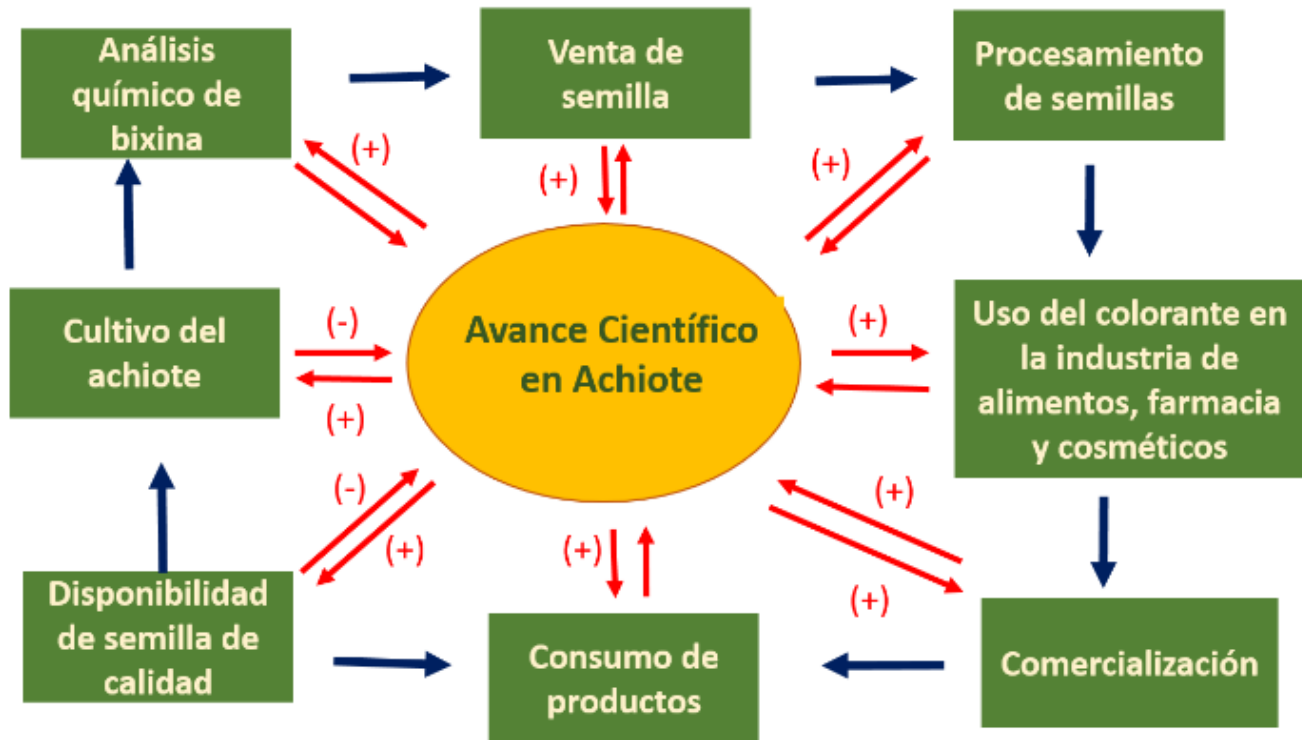 Análisis
químico de
bixina
Venta de
semilla
Procesamiento
de semillas
(+)
(+)
(+)
Cultivo del
achiote
(-)
(+)
Avance Científico
en Achiote
(+)
Uso del colorante en
la industria de
alimentos, farmacia
y cosméticos
(-)
(+)
(+)
(+)
(+)
Disponibilidad
de semilla de
calidad
Consumo de
productos
Comercialización